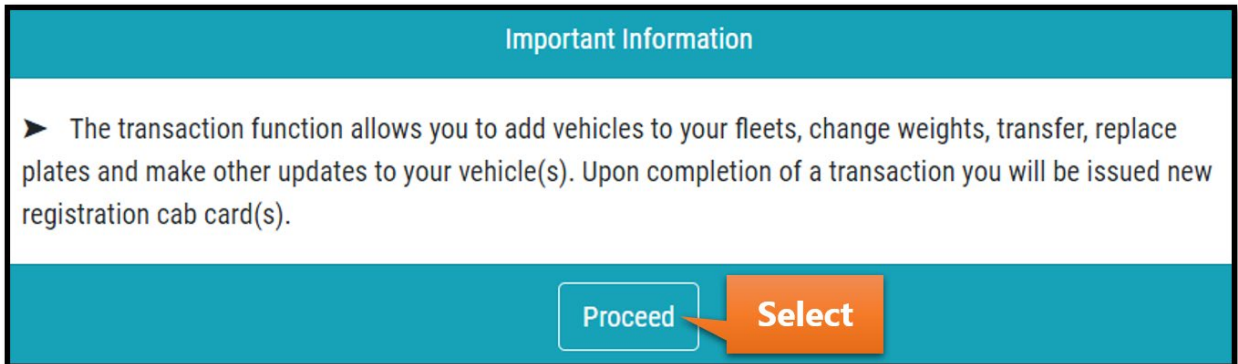 Important Information
➤ The transaction function allows you to add vehicles to your fleets, change weights, transfer, replace
plates and make other updates to your vehicle(s). Upon completion of a transaction you will be issued new
registration cab card(s).
Proceed
Select